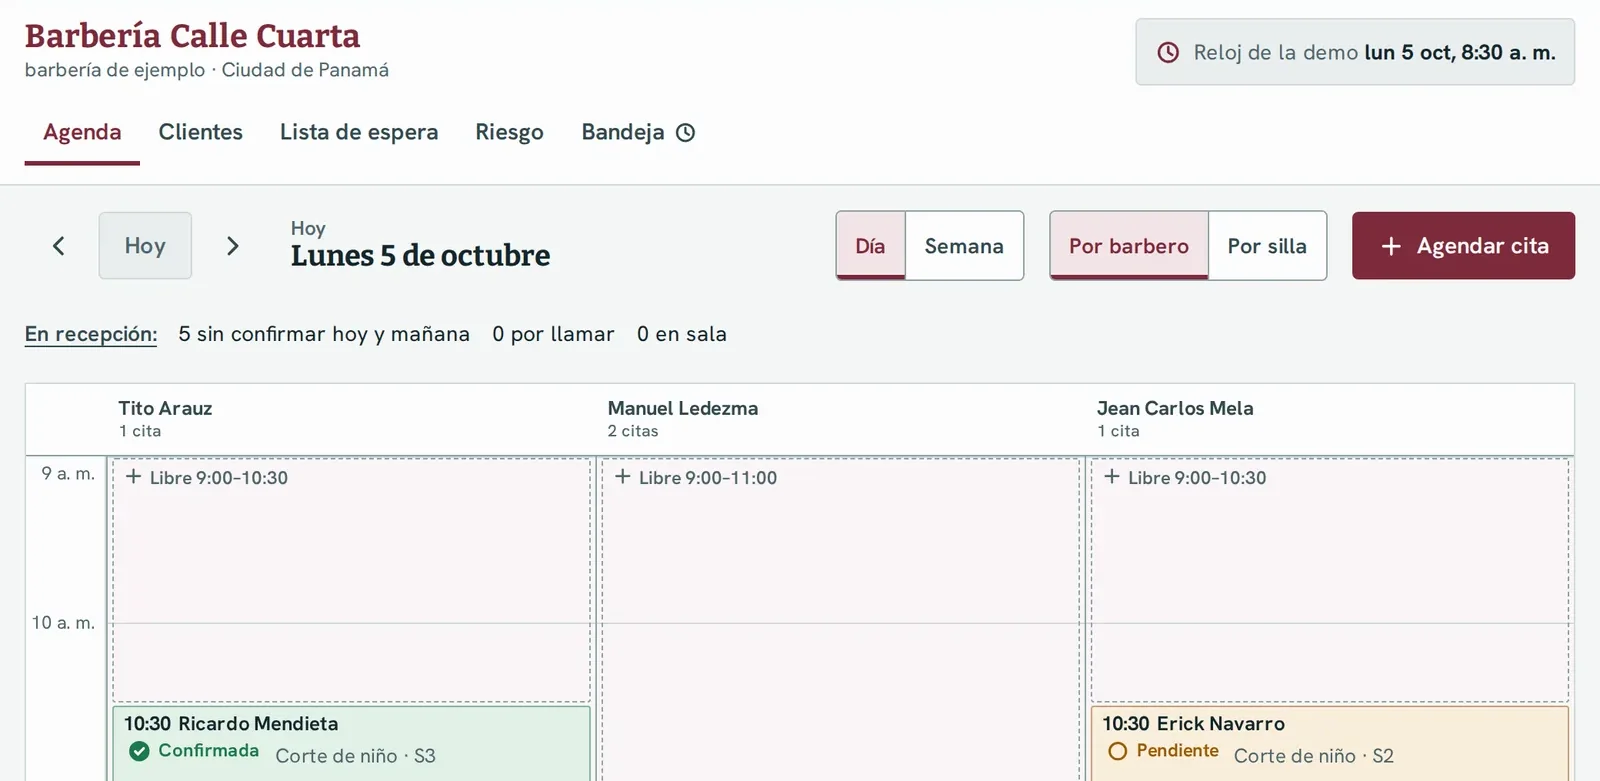 Barbería Calle Cuarta
barbería de ejemplo · Ciudad de Panamá
Reloj de la demo lun 5 oct, 8:30 a. m.
Agenda Clientes Lista de espera Riesgo Bandeja
Hoy
Hoy
Lunes 5 de octubre
Día Semana
Por barbero Por silla
+ Agendar cita
En recepción: 5 sin confirmar hoy y mañana 0 por llamar 0 en sala
Tito Arauz
1 cita
Manuel Ledezma
2 citas
Jean Carlos Mela
1 cita
9 a. m.
+ Libre 9:00–10:30
+ Libre 9:00–11:00
+ Libre 9:00–10:30
10 a. m.
10:30 Ricardo Mendieta
Confirmada Corte de niño · S3
10:30 Erick Navarro
Pendiente Corte de niño · S2